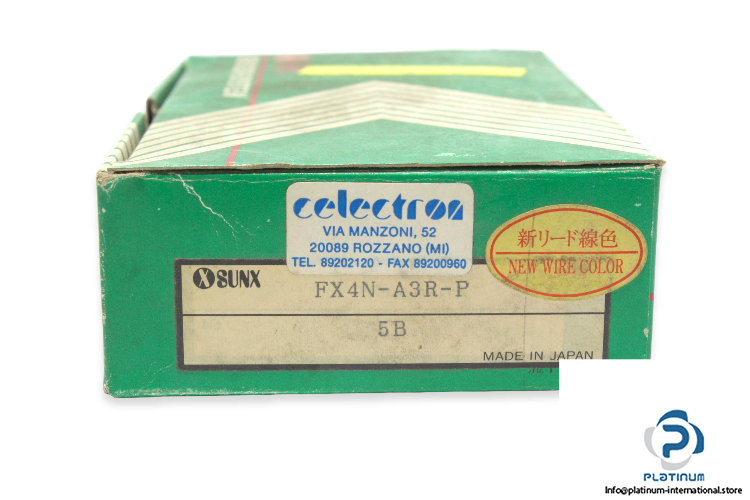 celectron
VIA MANZONI, 52
20089 ROZZANO (MI)
TEL. 89202120 - FAX 89200960
新リード線色
NEW WIRE COLOR
SUNX
FX4N-A3R-P
5B
MADE IN JAPAN
PLATINUM
Info@platinum-international.store